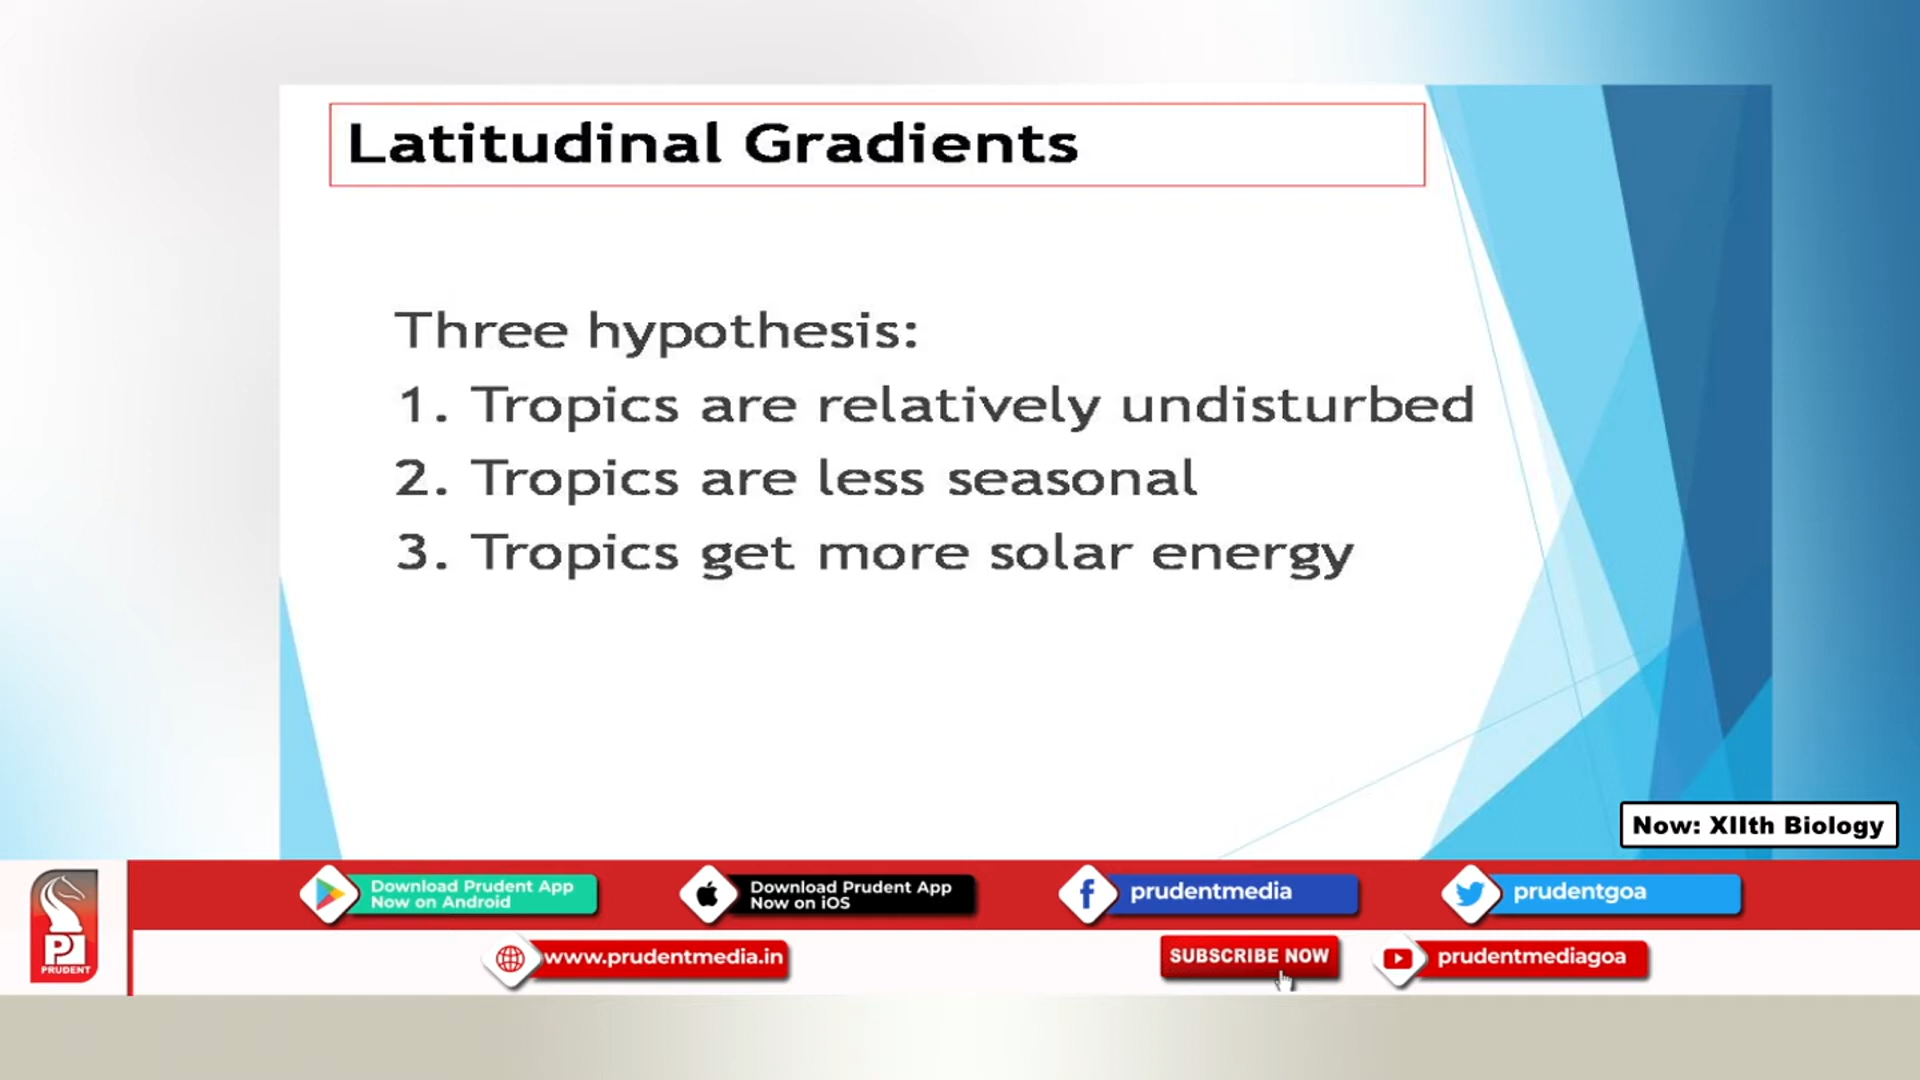 Latitudinal Gradients
Three hypothesis:
1. Tropics are relatively undisturbed
2. Tropics are less seasonal
3. Tropics get more solar energy
Now: XIIth Biology
Download Prudent App
Now on Android
Download Prudent App
Now on iOS
prudentmedia
prudentgoa
PRUDENT
www.prudentmedia.in
SUBSCRIBE NOW
prudentmediagoa